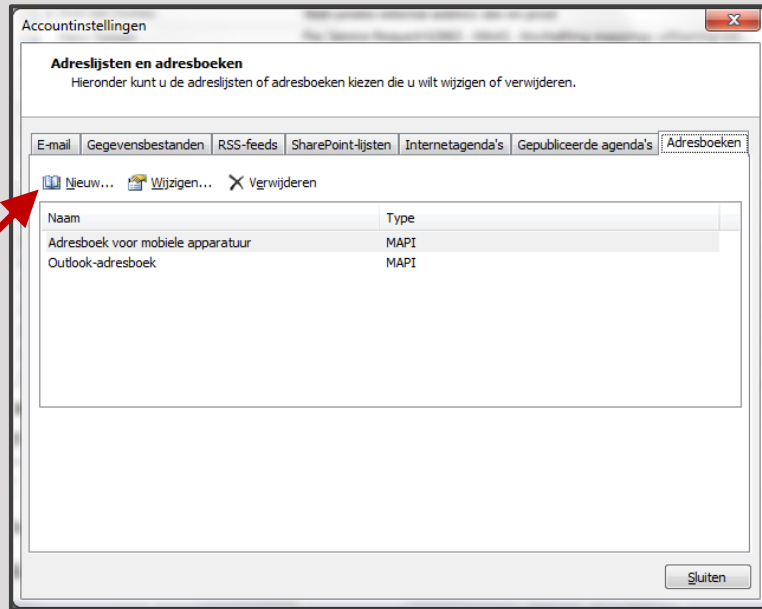 Accountinstellingen
Adreslijsten en adresboeken
Hieronder kunt u de adreslijsten of adresboeken kiezen die u wilt wijzigen of verwijderen.
E-mail Gegevensbestanden RSS-feeds SharePoint-lijsten Internetagenda's Gepubliceerde agenda's Adresboeken
Nieuw... Wijzigen... Verwijderen
Naam Type
Adresboek voor mobiele apparatuur MAPI
Outlook-adresboek MAPI
Sluiten